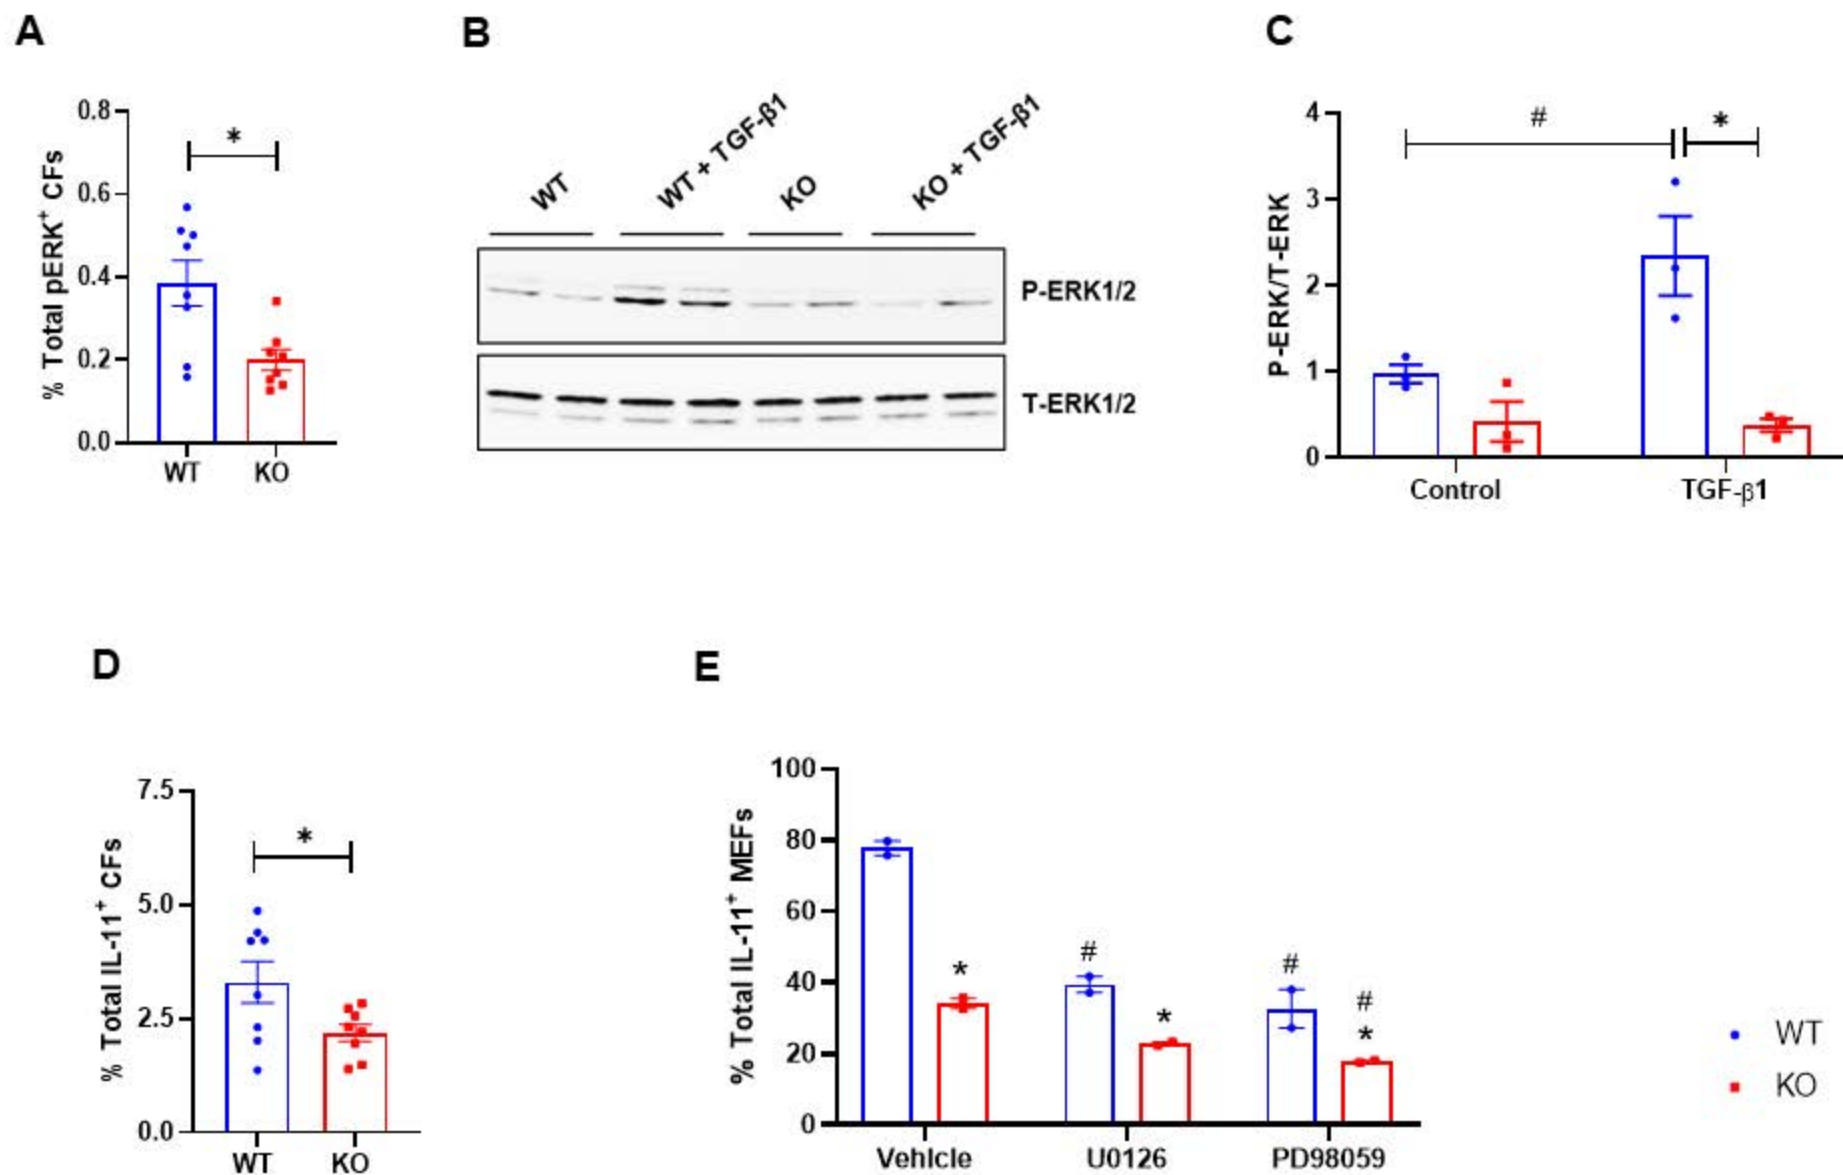 A
% Total pERK⁺ CFs
0.8
0.6
0.4
0.2
0.0
*
WT
KO
B
WT
WT + TGF-β1
KO
KO + TGF-β1
P-ERK1/2
T-ERK1/2
C
P-ERK/T-ERK
4
3
2
1
0
#
*
Control
TGF-β1
D
% Total IL-11⁺ CFs
7.5
5.0
2.5
0.0
*
WT
KO
E
% Total IL-11⁺ MEFs
100
80
60
40
20
0
*
#
*
#
#
*
Vehicle
U0126
PD98059
WT
KO